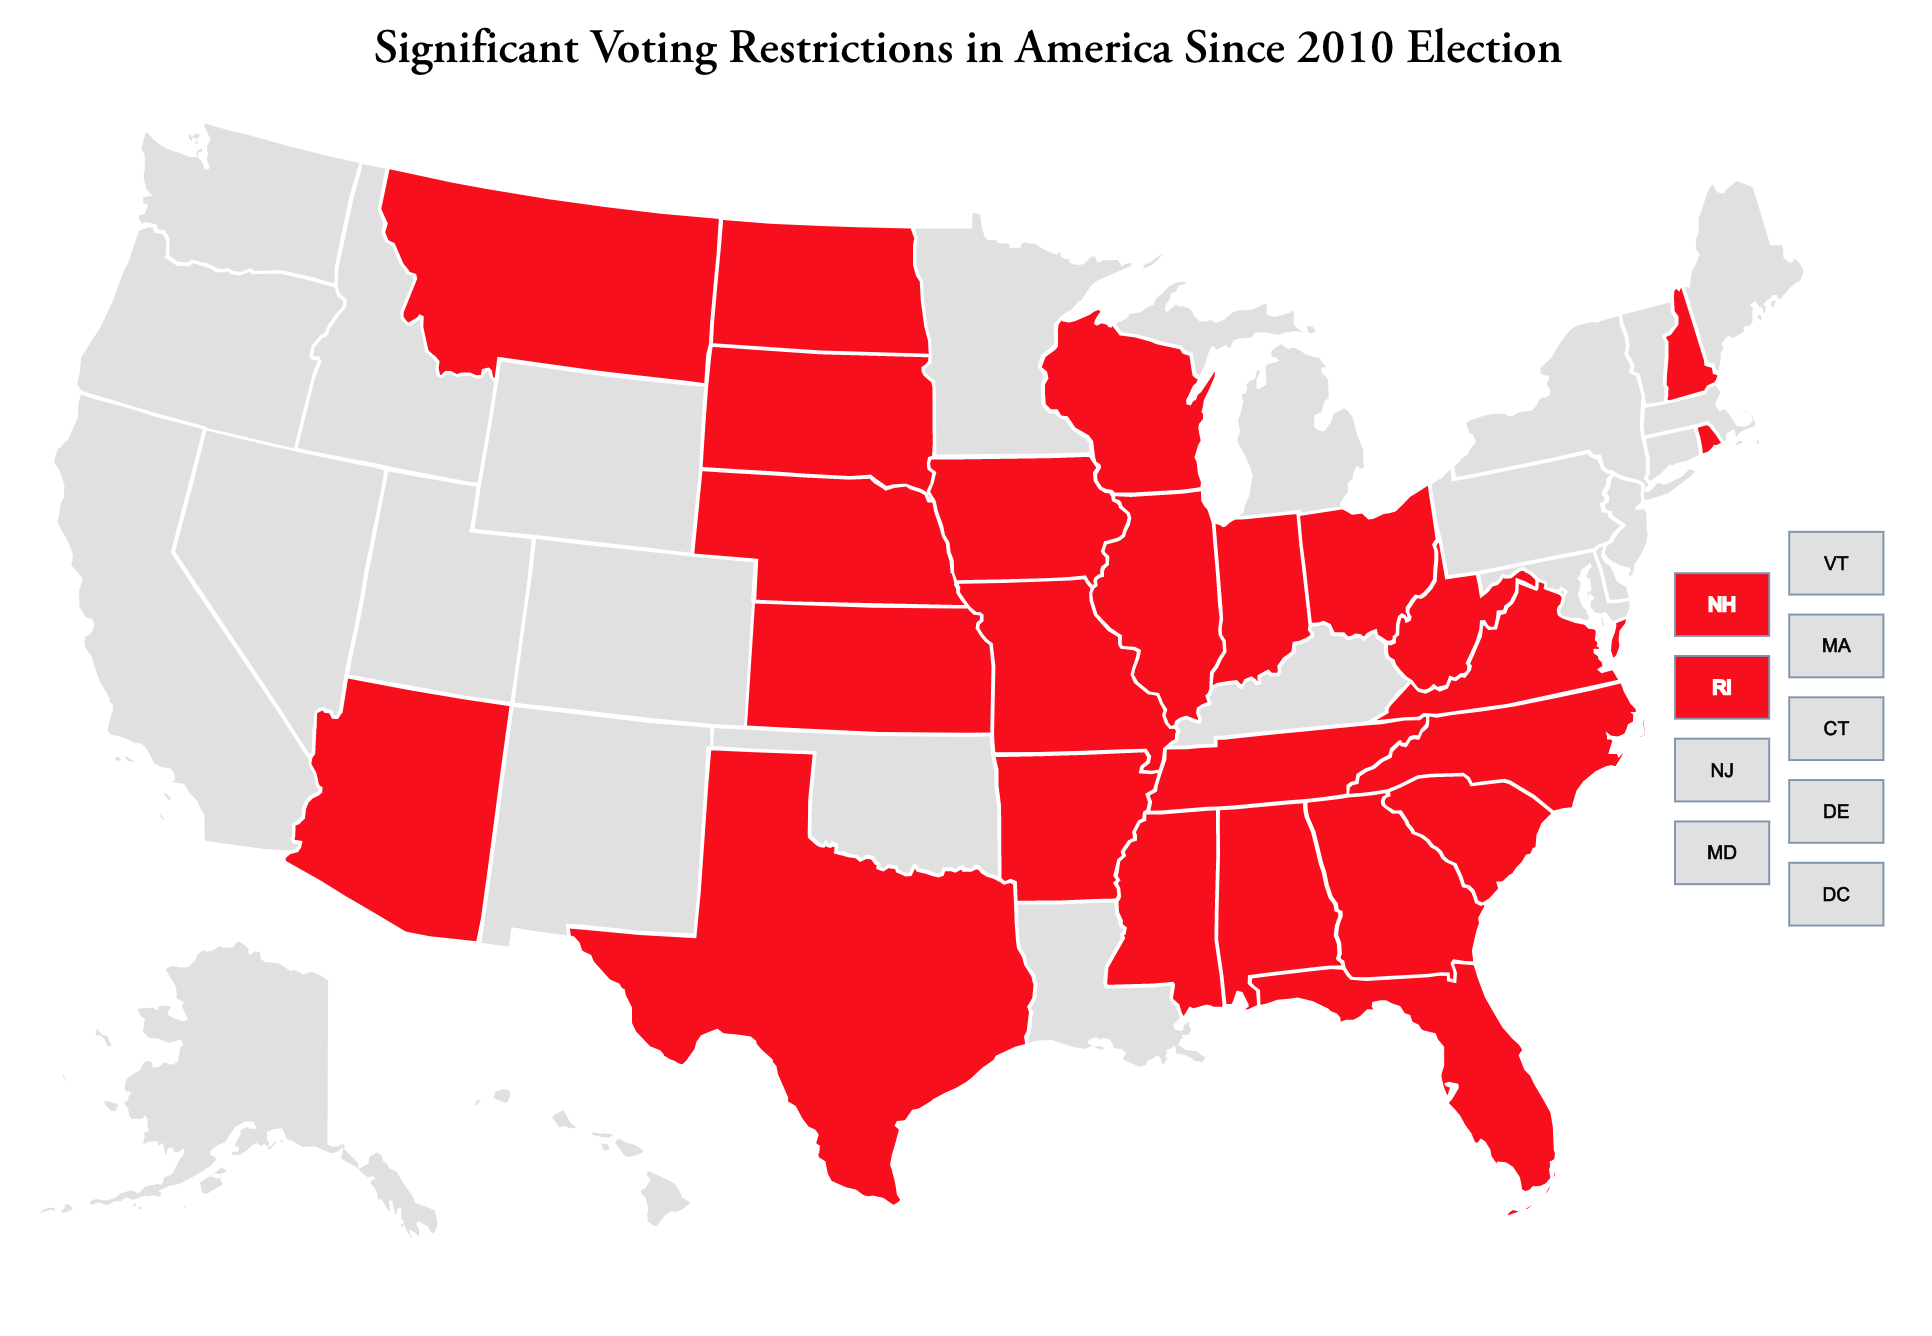 Significant Voting Restrictions in America Since 2010 Election
VT
NH
MA
RI
CT
NJ
DE
MD
DC